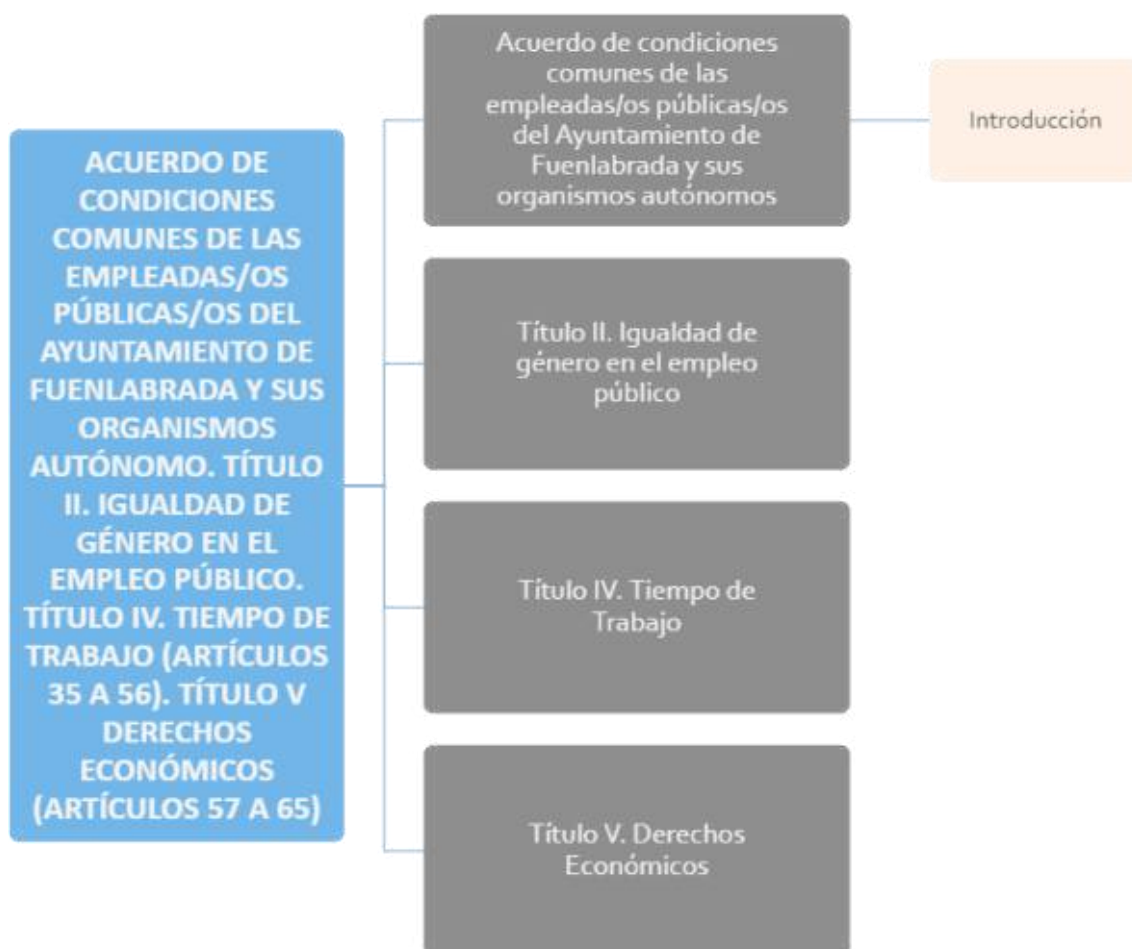 ACUERDO DE
CONDICIONES
COMUNES DE LAS
EMPLEADAS/OS
PÚBLICAS/OS DEL
AYUNTAMIENTO DE
FUENLABRADA Y SUS
ORGANISMOS
AUTÓNOMO. TÍTULO
II. IGUALDAD DE
GÉNERO EN EL
EMPLEO PÚBLICO.
TÍTULO IV. TIEMPO DE
TRABAJO (ARTÍCULOS
35 A 56). TÍTULO V
DERECHOS
ECONÓMICOS
(ARTÍCULOS 57 A 65)
Acuerdo de condiciones
comunes de las
empleadas/os públicas/os
del Ayuntamiento de
Fuenlabrada y sus
organismos autónomos
Introducción
Título II. Igualdad de
género en el empleo
público
Título IV. Tiempo de
Trabajo
Título V. Derechos
Económicos